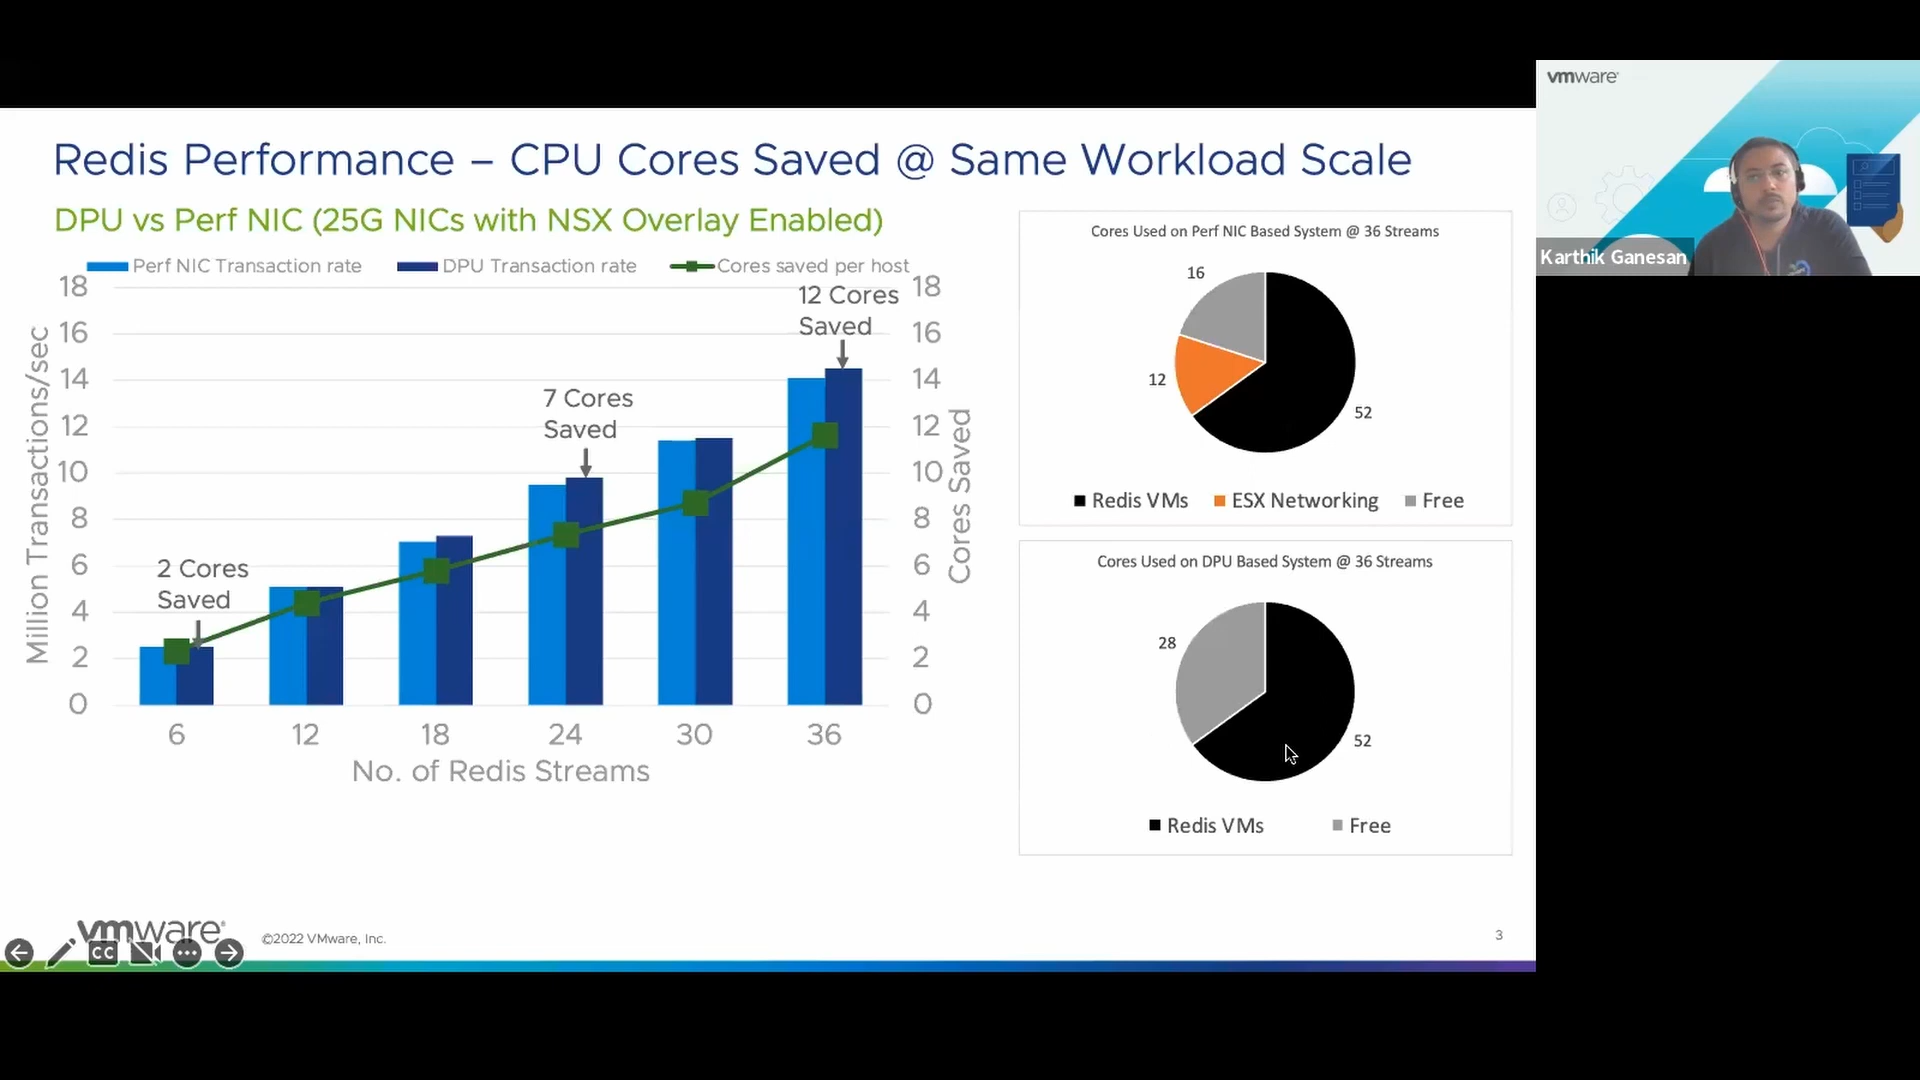 Redis Performance – CPU Cores Saved @ Same Workload Scale
DPU vs Perf NIC (25G NICs with NSX Overlay Enabled)
Perf NIC Transaction rate
DPU Transaction rate
Cores saved per host
18
16
14
12
10
8
6
4
2
0
Million Transactions/sec
2 Cores
Saved
7 Cores
Saved
12 Cores
Saved
18
16
14
12
10
8
6
4
2
0
Cores Saved
6 12 18 24 30 36
No. of Redis Streams
Cores Used on Perf NIC Based System @ 36 Streams
16
12
52
Redis VMs ESX Networking Free
Cores Used on DPU Based System @ 36 Streams
28
52
Redis VMs Free
vmware®
©2022 VMware, Inc.
3
CC
vmware®
Karthik Ganesan